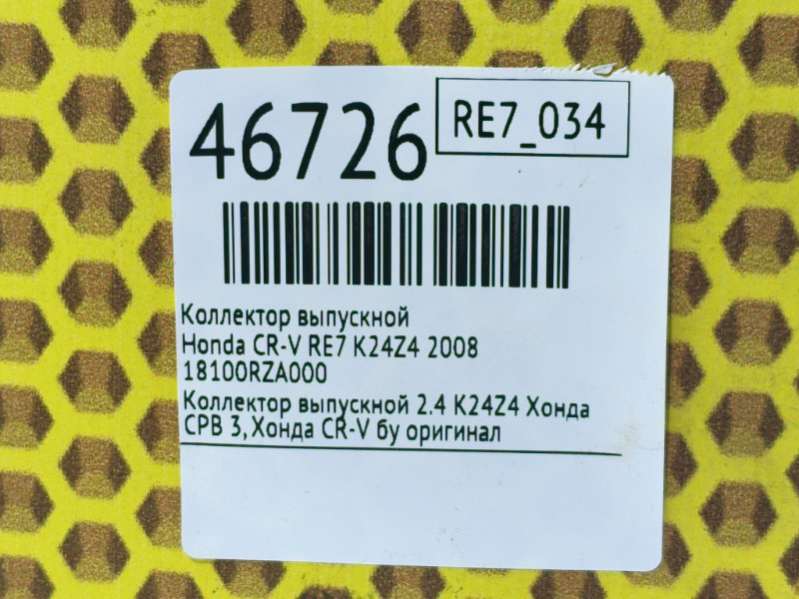 46726
RE7_034
Коллектор выпускной
Honda CR-V RE7 K24Z4 2008
18100RZA000
Коллектор выпускной 2.4 K24Z4 Хонда
СРВ 3, Хонда CR-V бу оригинал